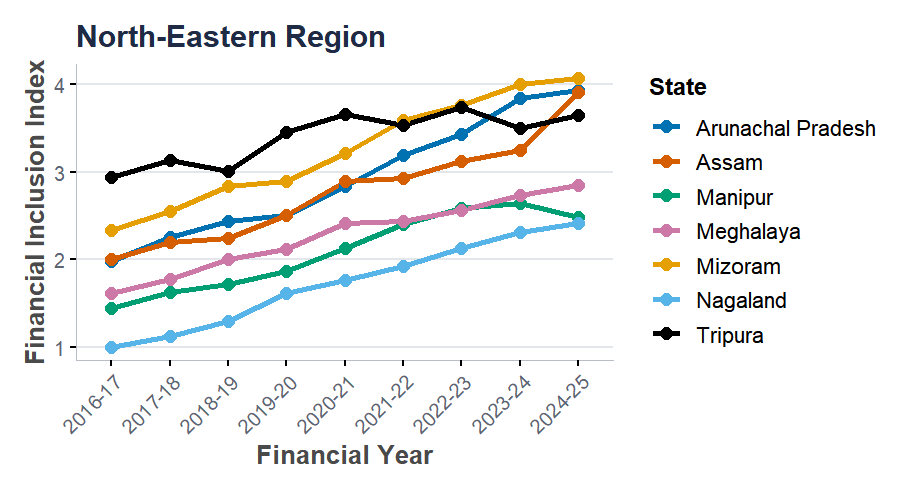 North-Eastern Region
Financial Inclusion Index
4
3
2
1
2016-17
2017-18
2018-19
2019-20
2020-21
2021-22
2022-23
2023-24
2024-25
Financial Year
State
Arunachal Pradesh
Assam
Manipur
Meghalaya
Mizoram
Nagaland
Tripura